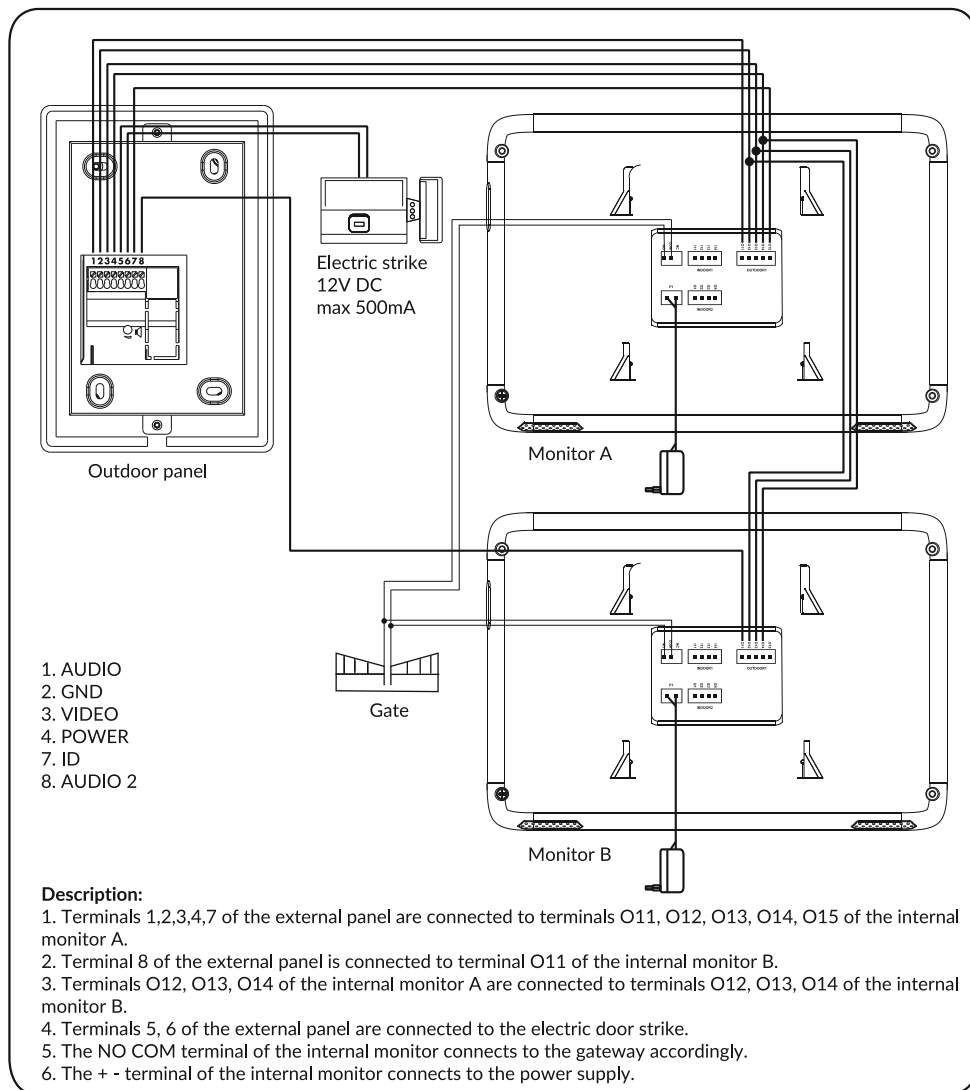 12345678
Electric strike
12V DC
max 500mA
Outdoor panel
INDOOR1
OUTDOOR1
INDOOR2
Monitor A
INDOOR1
OUTDOOR1
INDOOR2
Monitor B
Gate
1. AUDIO
2. GND
3. VIDEO
4. POWER
7. ID
8. AUDIO 2
Description:
1. Terminals 1,2,3,4,7 of the external panel are connected to terminals O11, O12, O13, O14, O15 of the internal
monitor A.
2. Terminal 8 of the external panel is connected to terminal O11 of the internal monitor B.
3. Terminals O12, O13, O14 of the internal monitor A are connected to terminals O12, O13, O14 of the internal
monitor B.
4. Terminals 5, 6 of the external panel are connected to the electric door strike.
5. The NO COM terminal of the internal monitor connects to the gateway accordingly.
6. The + - terminal of the internal monitor connects to the power supply.